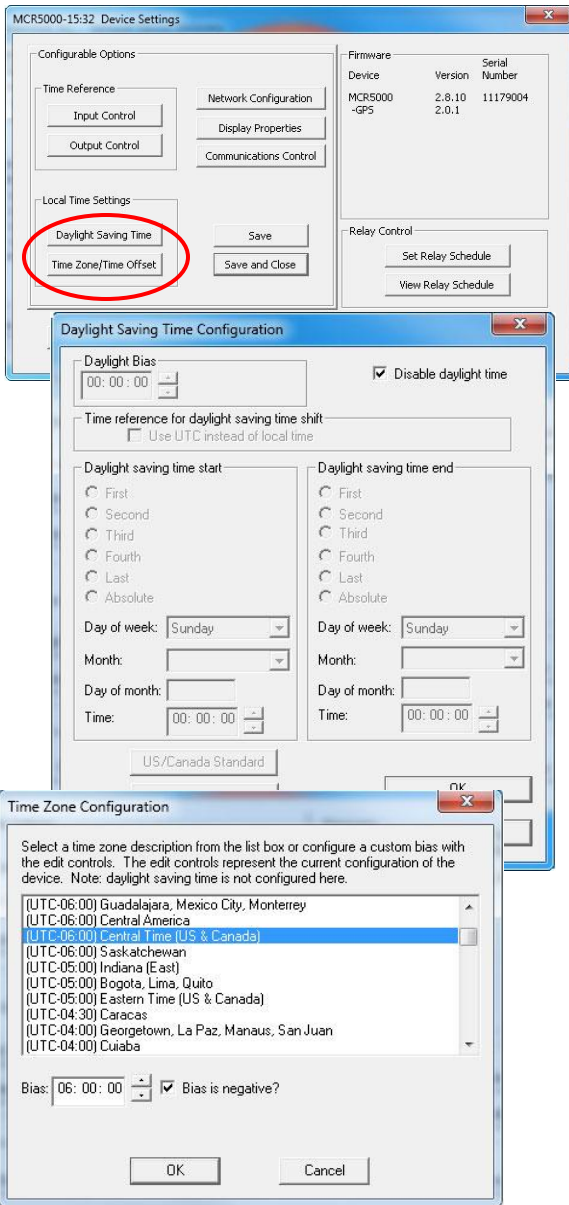 MCR5000-15:32 Device Settings
Configurable Options
Time Reference
Input Control
Output Control
Network Configuration
Display Properties
Communications Control
Local Time Settings
Daylight Saving Time
Time Zone/Time Offset
Save
Save and Close
Firmware
Device Version Serial Number
MCR5000 2.8.10 11179004
-GPS 2.0.1
Relay Control
Set Relay Schedule
View Relay Schedule
Daylight Saving Time Configuration
Daylight Bias
00: 00: 00
Disable daylight time
Time reference for daylight saving time shift
Use UTC instead of local time
Daylight saving time start
First
Second
Third
Fourth
Last
Absolute
Day of week: Sunday
Month:
Day of month:
Time: 00: 00: 00
Daylight saving time end
First
Second
Third
Fourth
Last
Absolute
Day of week: Sunday
Month:
Day of month:
Time: 00: 00: 00
US/Canada Standard
OK
Time Zone Configuration
Select a time zone description from the list box or configure a custom bias with
the edit controls. The edit controls represent the current configuration of the
device. Note: daylight saving time is not configured here.
(UTC-06:00) Guadalajara, Mexico City, Monterrey
(UTC-06:00) Central America
(UTC-06:00) Central Time (US & Canada)
(UTC-06:00) Saskatchewan
(UTC-05:00) Indiana (East)
(UTC-05:00) Bogota, Lima, Quito
(UTC-05:00) Eastern Time (US & Canada)
(UTC-04:30) Caracas
(UTC-04:00) Georgetown, La Paz, Manaus, San Juan
(UTC-04:00) Cuiaba
Bias: 06: 00: 00
Bias is negative?
OK
Cancel